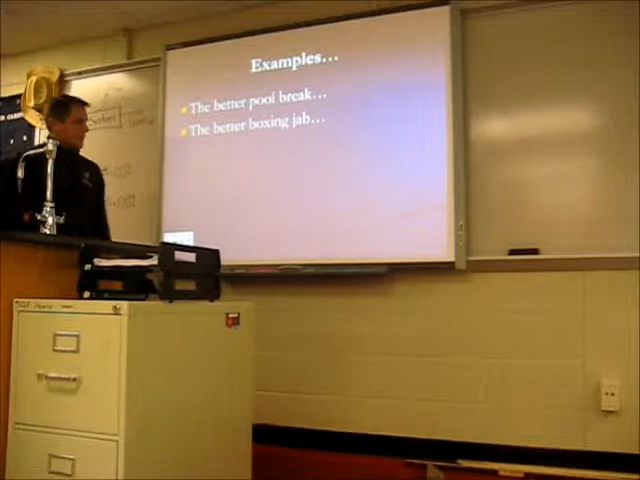 Examples...
The better pool break...
The better boxing jab...